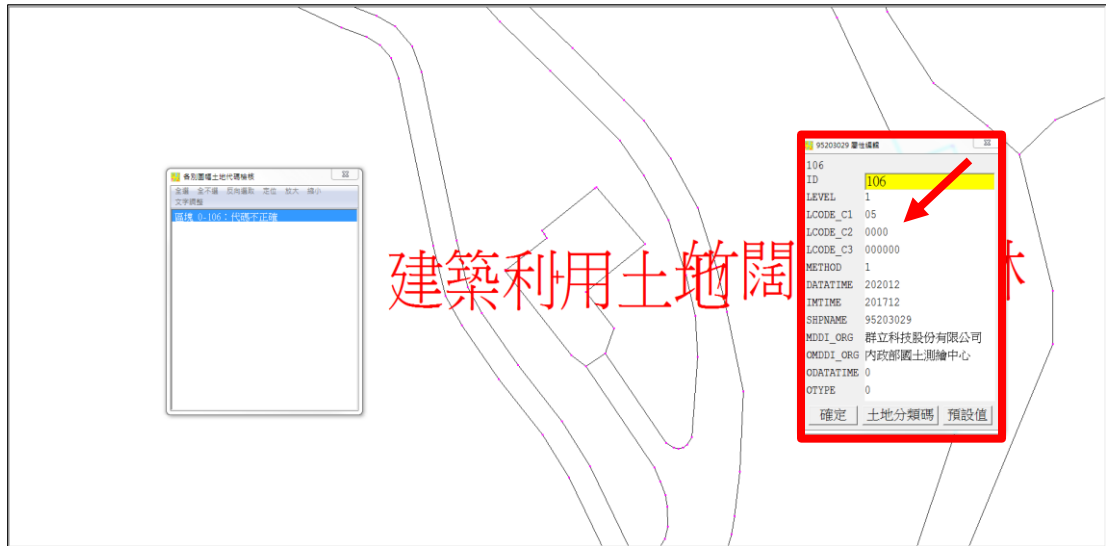 各別圖幅土地代碼檢核
全選 全不選 反向選取 定位 放大 縮小
文字調整
區塊 0-106：代碼不正確
建築利用土地
竹闊
林
95203029 屬性編輯
106
ID 106
LEVEL 1
LCODE_C1 05
LCODE_C2 0000
LCODE_C3 000000
METHOD 1
DATATIME 202012
IMTIME 201712
SHPNAME 95203029
MDDI_ORG 群立科技股份有限公司
OMDDI_ORG 內政部國土測繪中心
ODATATIME 0
OTYPE 0
確定 土地分類碼 預設值